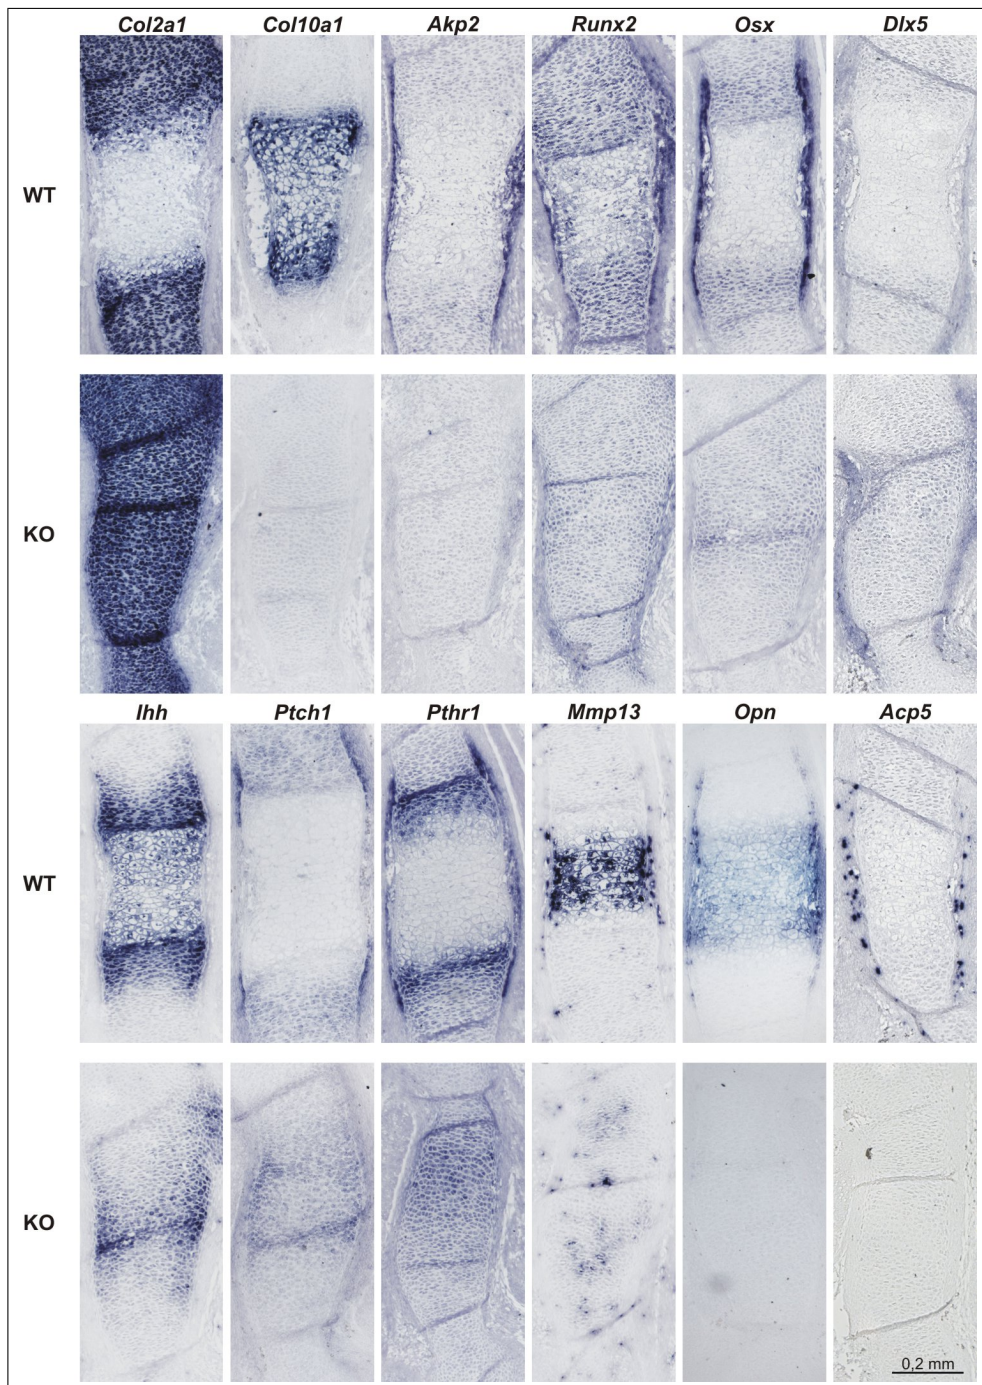 Col2a1 Col10a1 Akp2 Runx2 Osx Dlx5
WT
KO
Ihh Ptch1 Pthr1 Mmp13 Opn Acp5
WT
KO
0,2 mm